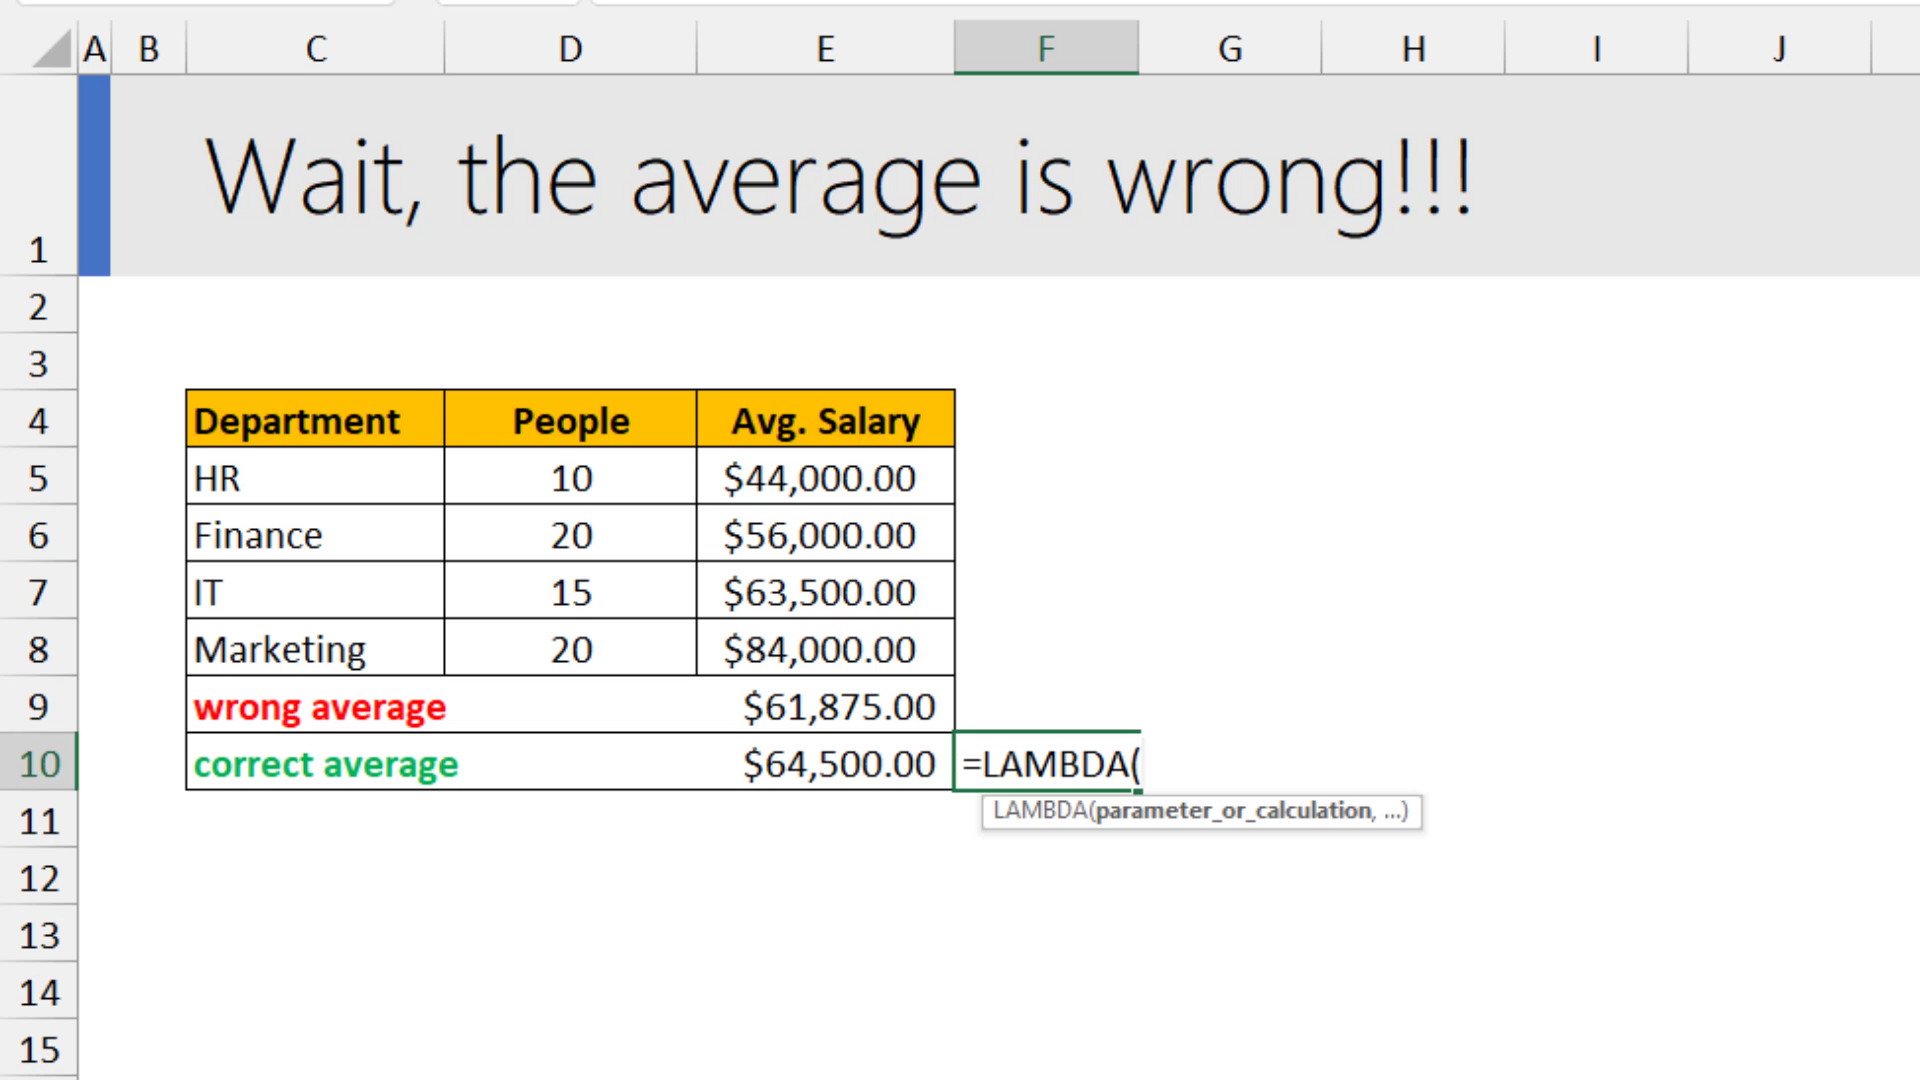 A B C D E F G H I J
1 Wait, the average is wrong!!!
2
3
4 Department People Avg. Salary
5 HR 10 $44,000.00
6 Finance 20 $56,000.00
7 IT 15 $63,500.00
8 Marketing 20 $84,000.00
9 wrong average $61,875.00
10 correct average $64,500.00 =LAMBDA(
LAMBDA(parameter_or_calculation, ...)
11
12
13
14
15